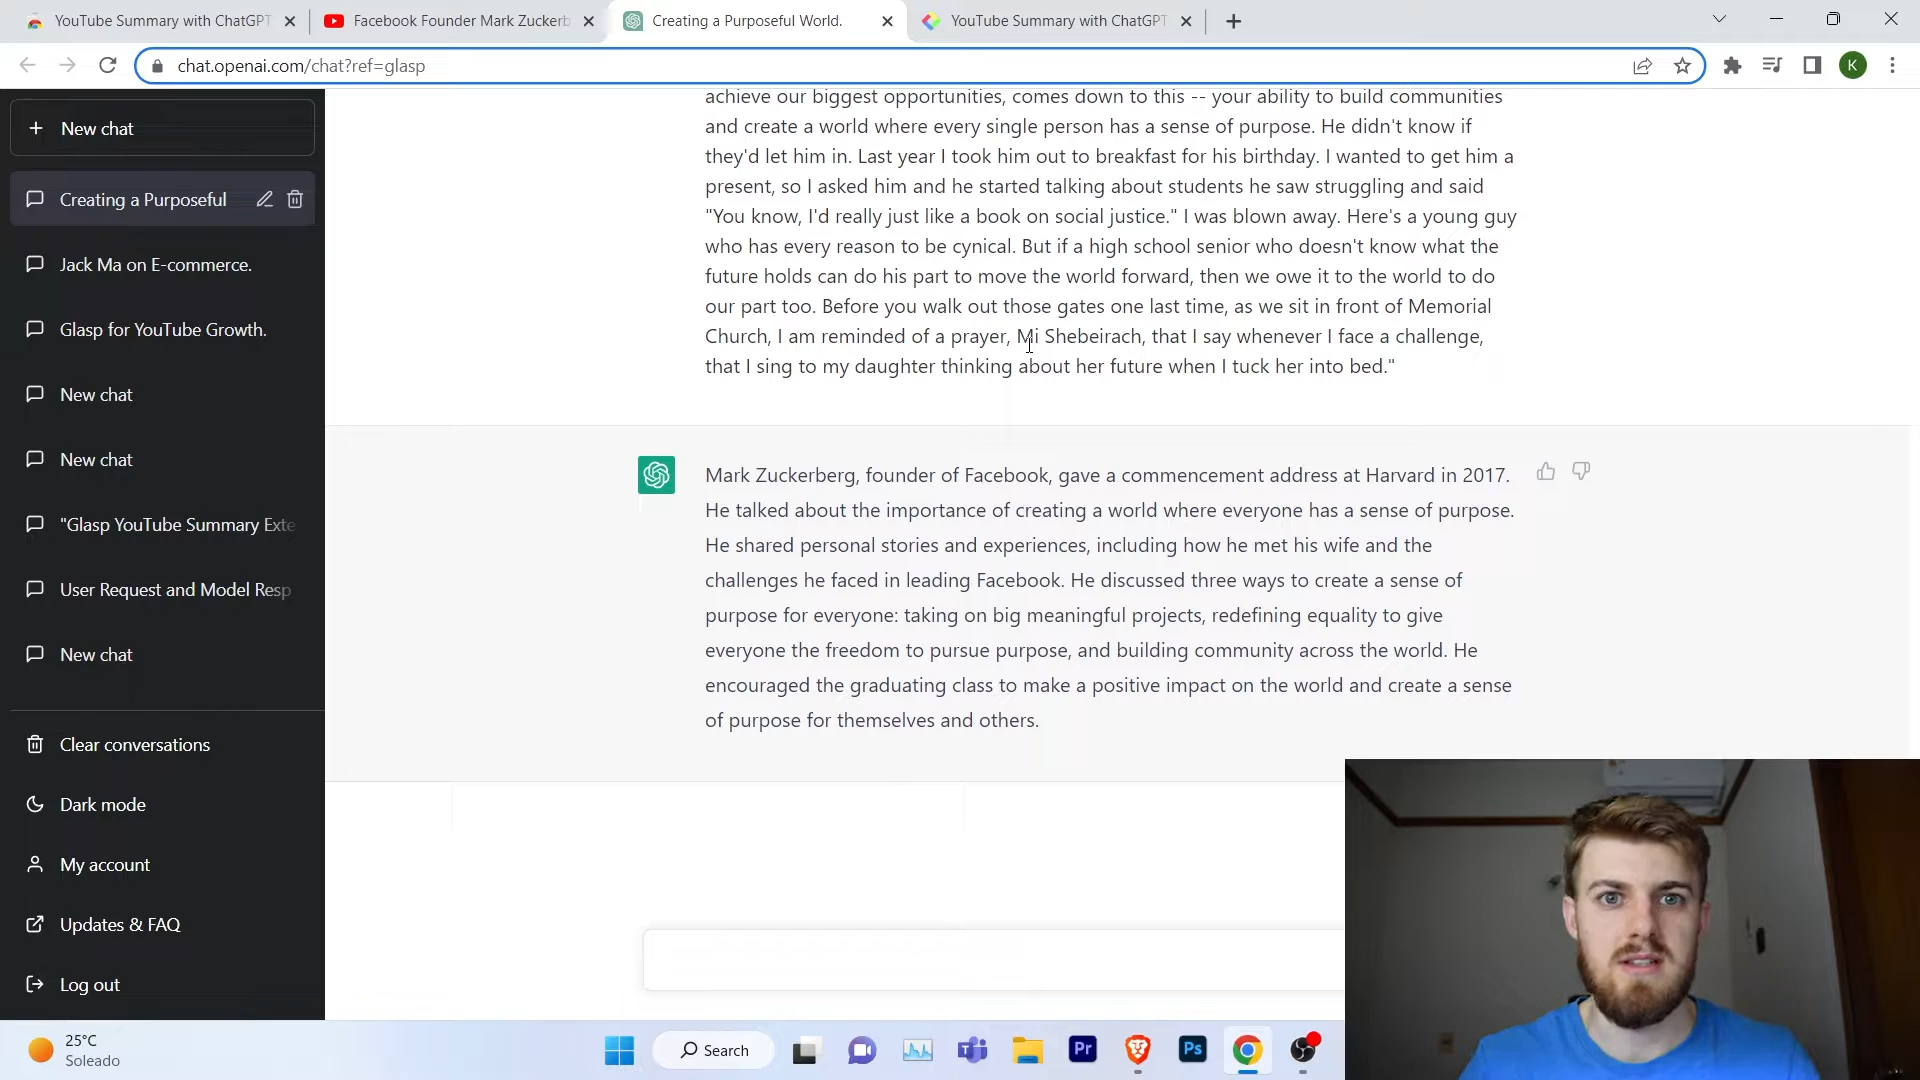 YouTube Summary with ChatGPT
Facebook Founder Mark Zuckerb
Creating a Purposeful World.
YouTube Summary with ChatGPT
chat.openai.com/chat?ref=glasp
K
New chat
Creating a Purposeful
Jack Ma on E-commerce.
Glasp for YouTube Growth.
New chat
New chat
"Glasp YouTube Summary Exte
User Request and Model Resp
New chat
Clear conversations
Dark mode
My account
Updates & FAQ
Log out
achieve our biggest opportunities, comes down to this -- your ability to build communities
and create a world where every single person has a sense of purpose. He didn't know if
they'd let him in. Last year I took him out to breakfast for his birthday. I wanted to get him a
present, so I asked him and he started talking about students he saw struggling and said
"You know, I'd really just like a book on social justice." I was blown away. Here's a young guy
who has every reason to be cynical. But if a high school senior who doesn't know what the
future holds can do his part to move the world forward, then we owe it to the world to do
our part too. Before you walk out those gates one last time, as we sit in front of Memorial
Church, I am reminded of a prayer, Mi Shebeirach, that I say whenever I face a challenge,
that I sing to my daughter thinking about her future when I tuck her into bed."
Mark Zuckerberg, founder of Facebook, gave a commencement address at Harvard in 2017.
He talked about the importance of creating a world where everyone has a sense of purpose.
He shared personal stories and experiences, including how he met his wife and the
challenges he faced in leading Facebook. He discussed three ways to create a sense of
purpose for everyone: taking on big meaningful projects, redefining equality to give
everyone the freedom to pursue purpose, and building community across the world. He
encouraged the graduating class to make a positive impact on the world and create a sense
of purpose for themselves and others.
25°C
Soleado
Search
Pr
Ps